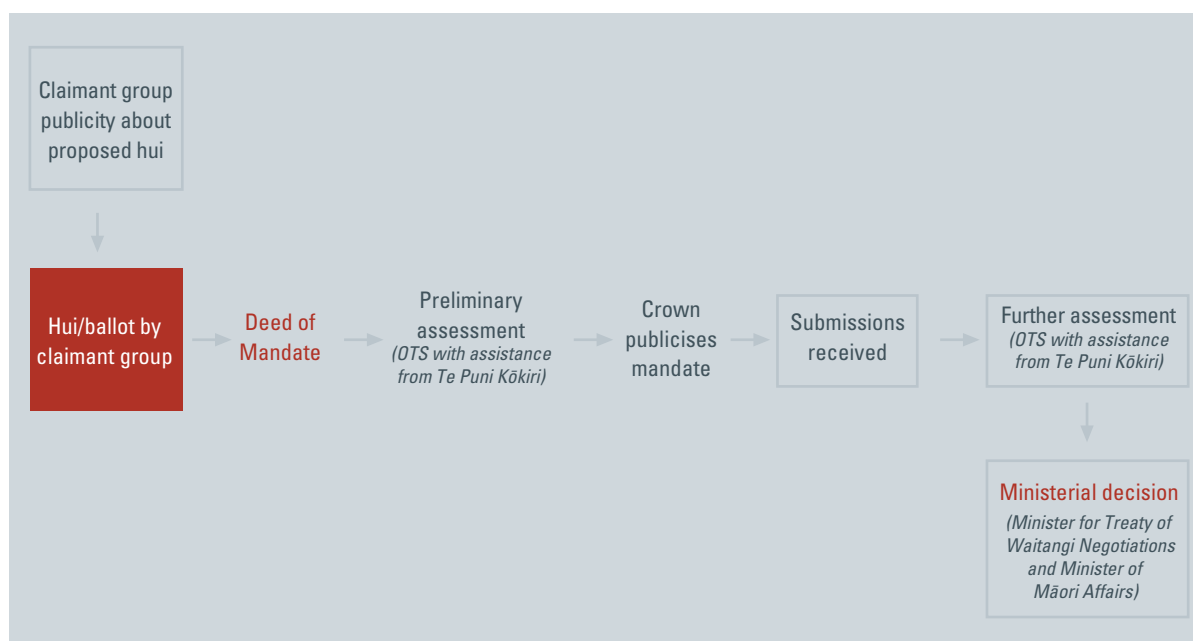 Claimant group
publicity about
proposed hui
Hui/ballot by
claimant group
Deed of
Mandate
Preliminary
assessment
(OTS with assistance
from Te Puni Kōkiri)
Crown
publicises
mandate
Submissions
received
Further assessment
(OTS with assistance
from Te Puni Kōkiri)
Ministerial decision
(Minister for Treaty of
Waitangi Negotiations
and Minister of
Māori Affairs)